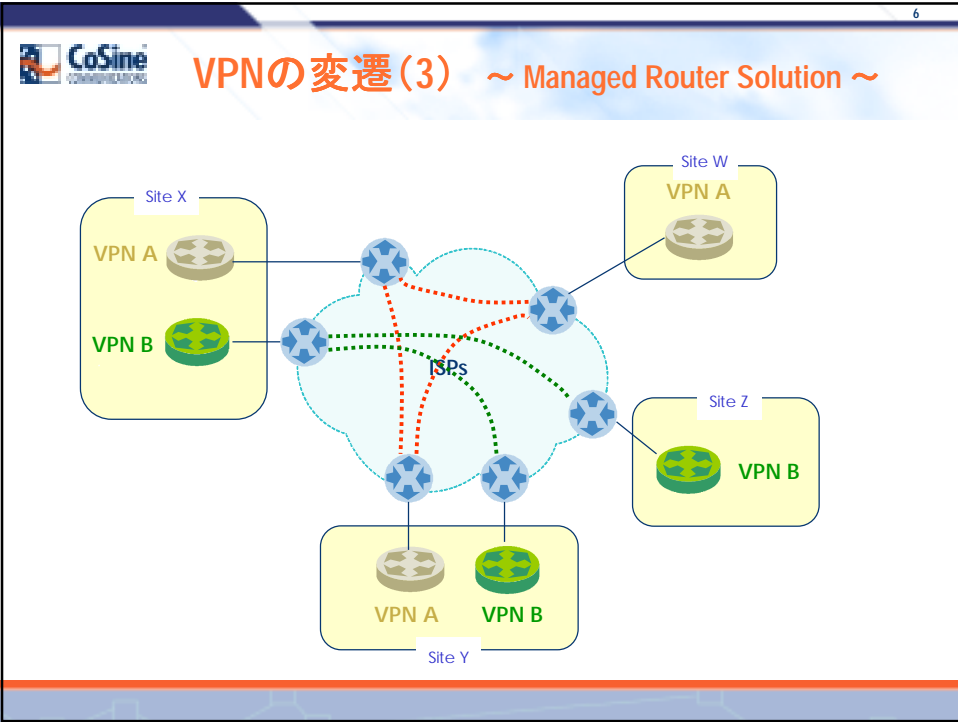 6
CoSine
COMMUNICATIONS
VPNの変遷(3) ～ Managed Router Solution ～
Site X
VPN A
VPN B
Site W
VPN A
ISPs
Site Z
VPN B
VPN A
VPN B
Site Y